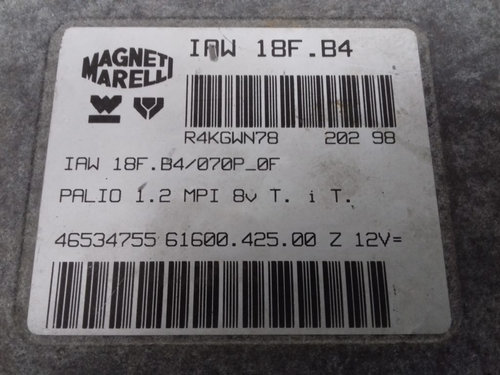 MAGNETI
MARELLI
IAW 18F.B4
R4KGWN78 202 98
IAW 18F.B4/070P_0F
PALIO 1.2 MPI 8v T. i T.
46534755 61600.425.00 Z 12V=